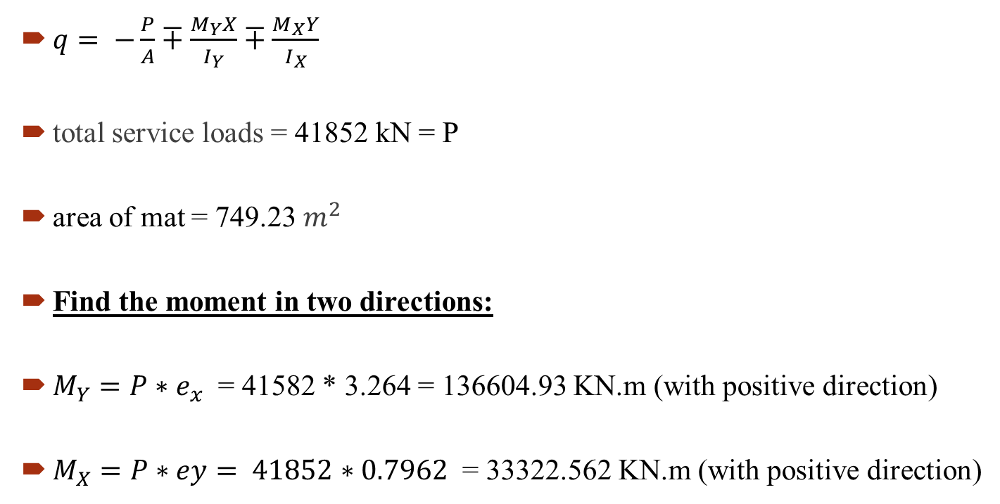 q = −P/A ∓ M_Y X/I_Y ∓ M_X Y/I_X
total service loads = 41852 kN = P
area of mat = 749.23 m²
Find the moment in two directions:
M_Y = P * e_x = 41582 * 3.264 = 136604.93 KN.m (with positive direction)
M_X = P * ey = 41852 * 0.7962 = 33322.562 KN.m (with positive direction)